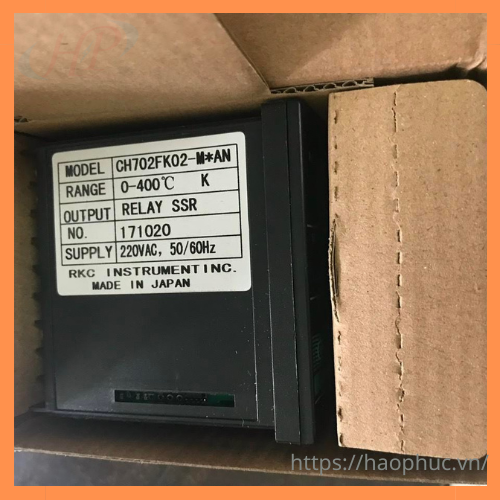 MODEL CH702FK02-M*AN
RANGE 0-400℃ K
OUTPUT RELAY SSR
NO. 171020
SUPPLY 220VAC, 50/60Hz
RKC INSTRUMENT INC.
MADE IN JAPAN
https://haophuc.vn/